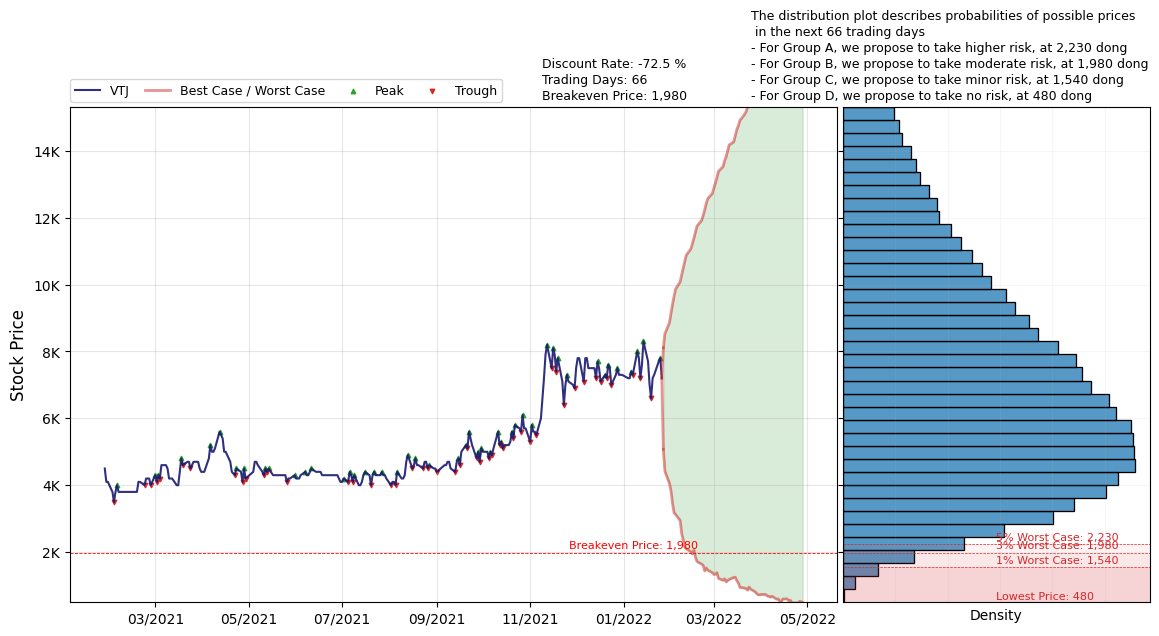 The distribution plot describes probabilities of possible prices
in the next 66 trading days
- For Group A, we propose to take higher risk, at 2,230 dong
- For Group B, we propose to take moderate risk, at 1,980 dong
- For Group C, we propose to take minor risk, at 1,540 dong
- For Group D, we propose to take no risk, at 480 dong
Discount Rate: -72.5 %
Trading Days: 66
Breakeven Price: 1,980
VTJ
Best Case / Worst Case
Peak
Trough
Stock Price
14K
12K
10K
8K
6K
4K
2K
Breakeven Price: 1,980
03/2021
05/2021
07/2021
09/2021
11/2021
01/2022
03/2022
05/2022
5% Worst Case: 2,230
3% Worst Case: 1,980
1% Worst Case: 1,540
Lowest Price: 480
Density